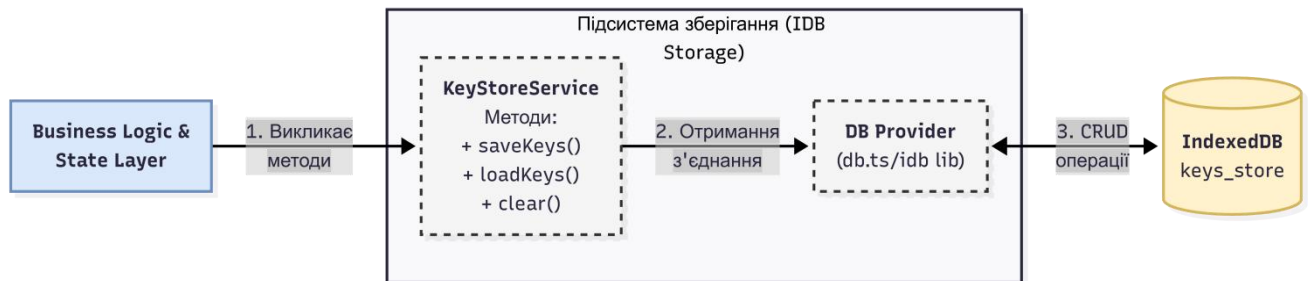 Підсистема зберігання (IDB
Storage)
Business Logic &
State Layer
1. Викликає
методи
KeyStoreService
Методи:
+ saveKeys()
+ loadKeys()
+ clear()
2. Отримання
з'єднання
DB Provider
(db.ts/idb lib)
3. CRUD
операції
IndexedDB
keys_store